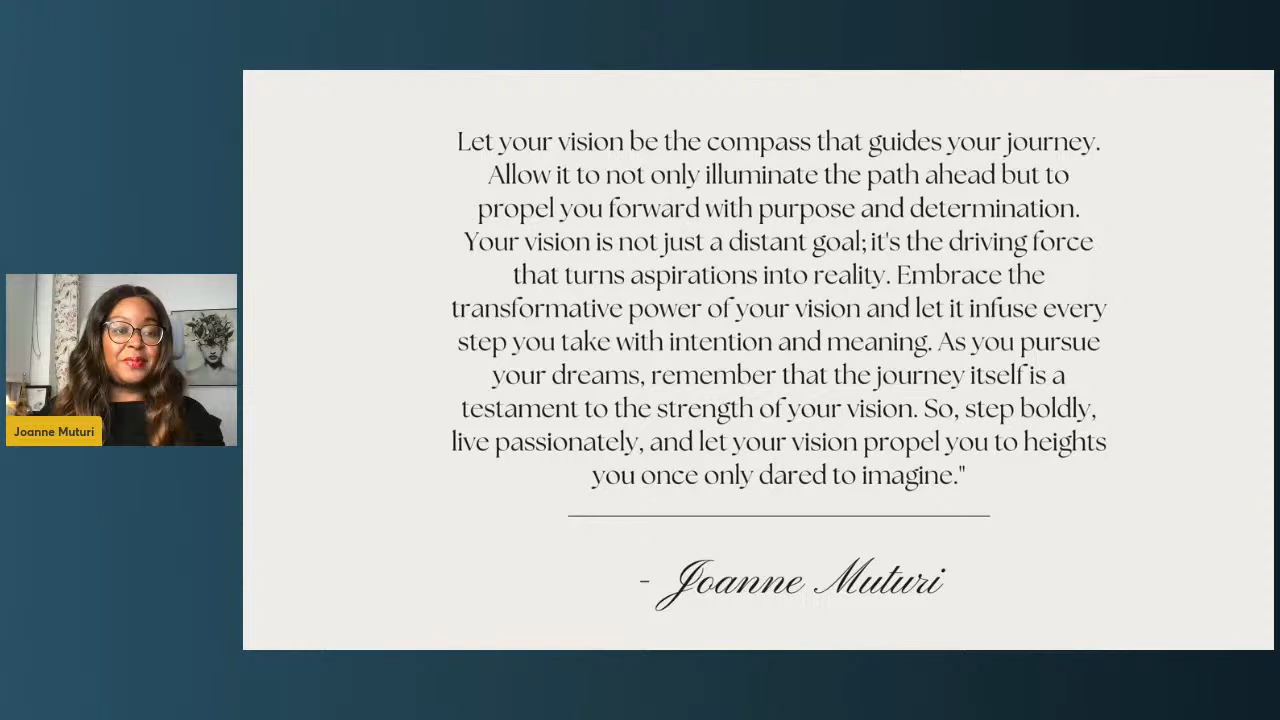 Let your vision be the compass that guides your journey.
Allow it to not only illuminate the path ahead but to
propel you forward with purpose and determination.
Your vision is not just a distant goal; it's the driving force
that turns aspirations into reality. Embrace the
transformative power of your vision and let it infuse every
step you take with intention and meaning. As you pursue
your dreams, remember that the journey itself is a
testament to the strength of your vision. So, step boldly,
live passionately, and let your vision propel you to heights
you once only dared to imagine."
- Joanne Muturi
Joanne Muturi